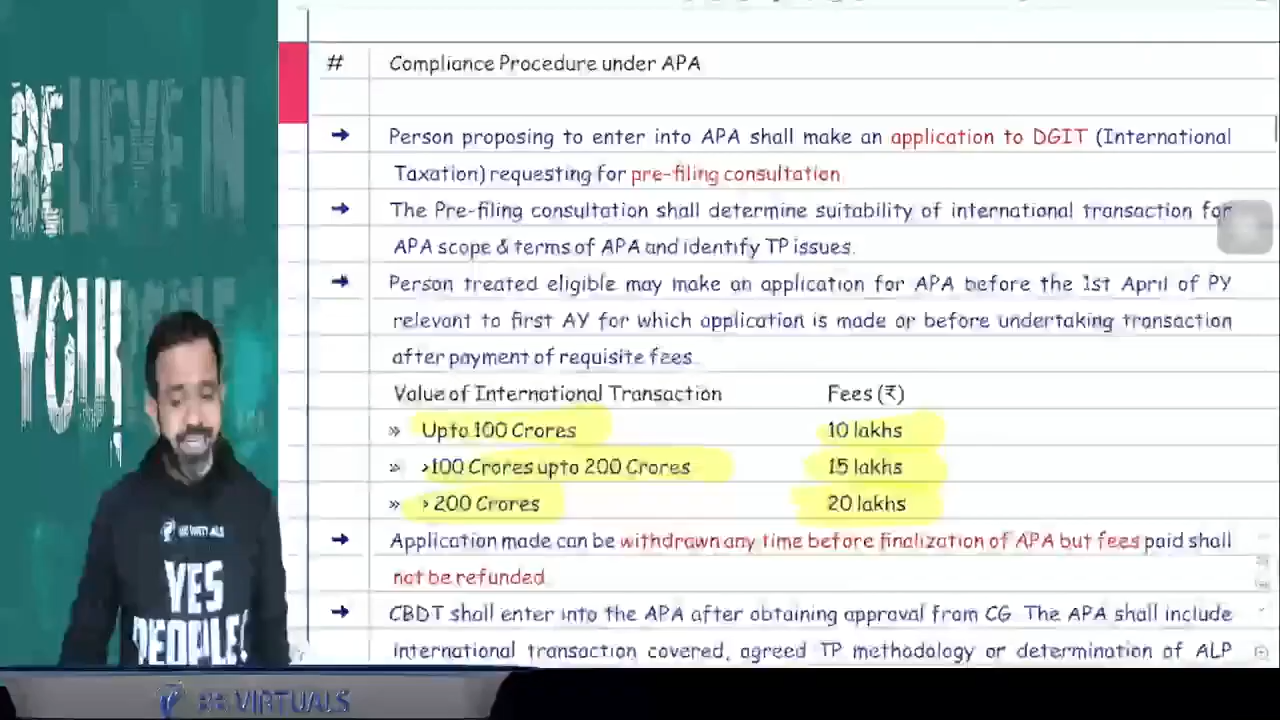 BELIEVE IN
YOU
# Compliance Procedure under APA
→ Person proposing to enter into APA shall make an application to DGIT (International
Taxation) requesting for pre-filing consultation
→ The Pre-filing consultation shall determine suitability of international transaction for
APA scope & terms of APA and identify TP issues.
→ Person treated eligible may make an application for APA before the 1st April of PY
relevant to first AY for which application is made or before undertaking transaction
after payment of requisite fees
Value of International Transaction Fees (₹)
» Upto 100 Crores 10 lakhs
» >100 Crores upto 200 Crores 15 lakhs
» > 200 Crores 20 lakhs
→ Application made can be withdrawn any time before finalization of APA but fees paid shall
not be refunded
→ CBDT shall enter into the APA after obtaining approval from CG. The APA shall include
international transaction covered, agreed TP methodology or determination of ALP
YES
PEOPLE!
VIRTUALS